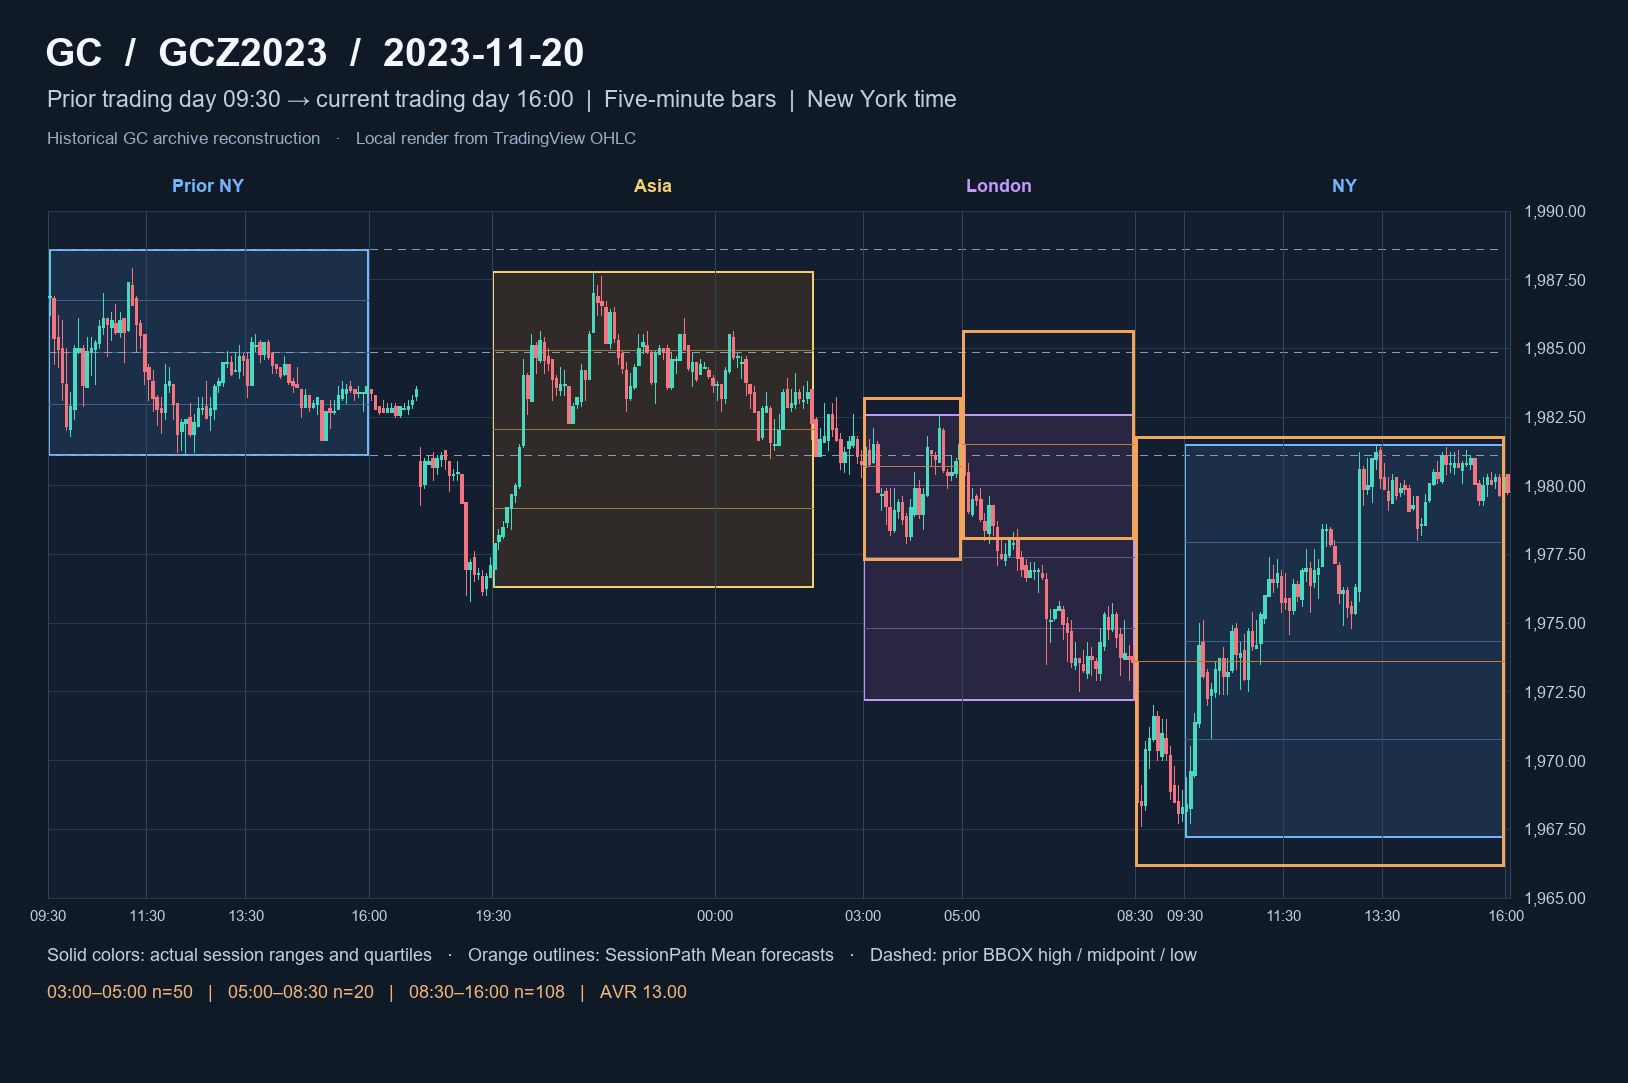 GC / GCZ2023 / 2023-11-20
Prior trading day 09:30 → current trading day 16:00 | Five-minute bars | New York time
Historical GC archive reconstruction · Local render from TradingView OHLC
Prior NY Asia London NY
1,990.00
1,987.50
1,985.00
1,982.50
1,980.00
1,977.50
1,975.00
1,972.50
1,970.00
1,967.50
1,965.00
09:30 11:30 13:30 16:00 19:30 00:00 03:00 05:00 08:30 09:30 11:30 13:30 16:00
Solid colors: actual session ranges and quartiles · Orange outlines: SessionPath Mean forecasts · Dashed: prior BBOX high / midpoint / low
03:00–05:00 n=50 | 05:00–08:30 n=20 | 08:30–16:00 n=108 | AVR 13.00